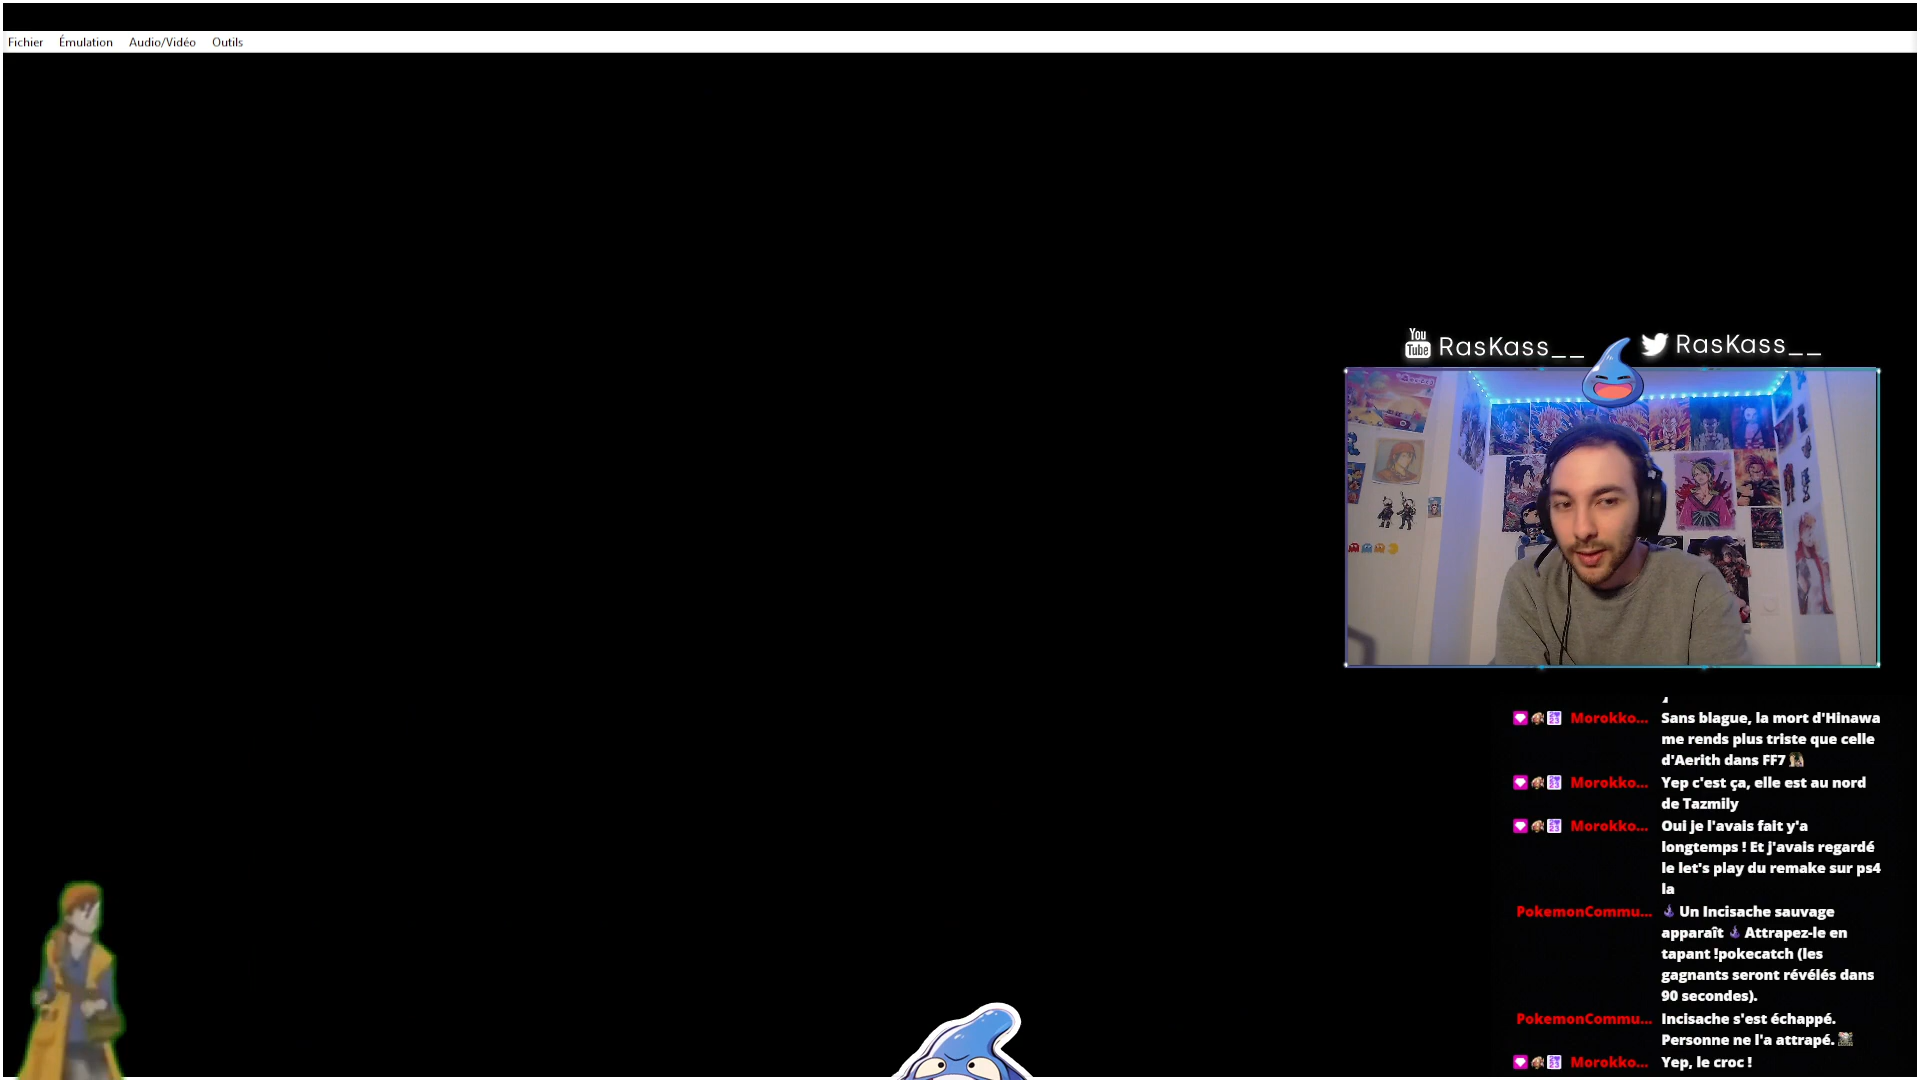 Fichier Émulation Audio/Vidéo Outils
You
Tube RasKass__ RasKass__
Morokko... Sans blague, la mort d'Hinawa
me rends plus triste que celle
d'Aerith dans FF7
Morokko... Yep c'est ça, elle est au nord
de Tazmily
Morokko... Oui je l'avais fait y'a
longtemps ! Et j'avais regardé
le let's play du remake sur ps4
la
PokemonCommu... Un Incisache sauvage
apparaît Attrapez-le en
tapant !pokecatch (les
gagnants seront révélés dans
90 secondes).
PokemonCommu... Incisache s'est échappé.
Personne ne l'a attrapé.
Morokko... Yep, le croc !